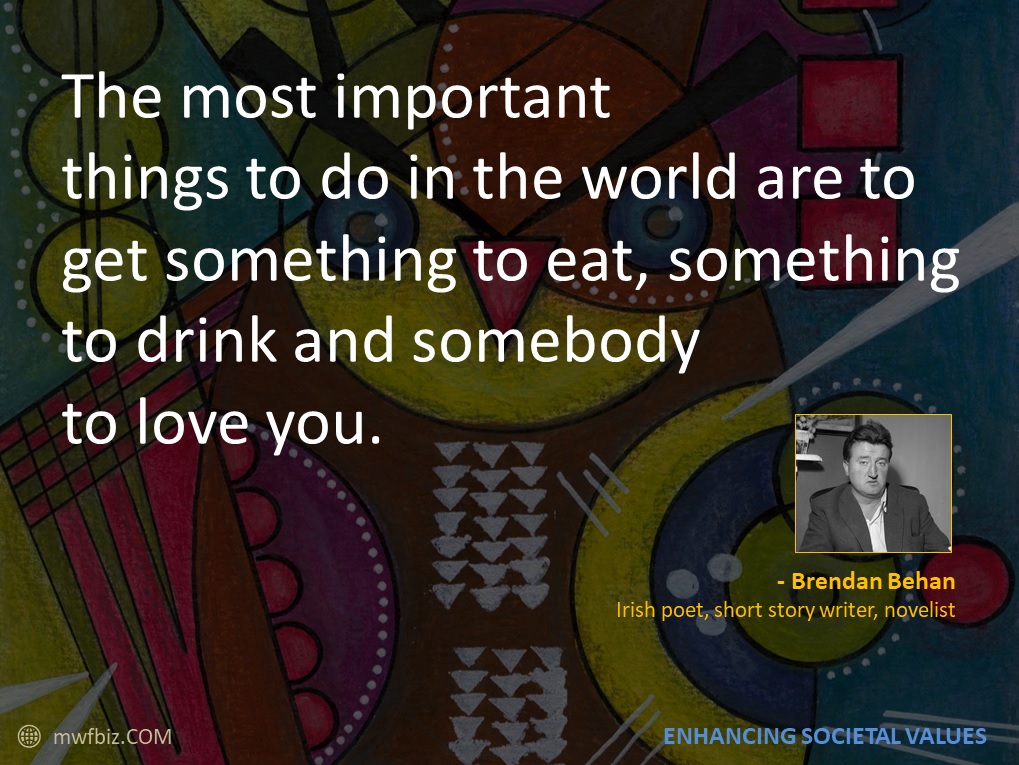 The most important
things to do in the world are to
get something to eat, something
to drink and somebody
to love you.
- Brendan Behan
Irish poet, short story writer, novelist
mwfbiz.COM
ENHANCING SOCIETAL VALUES